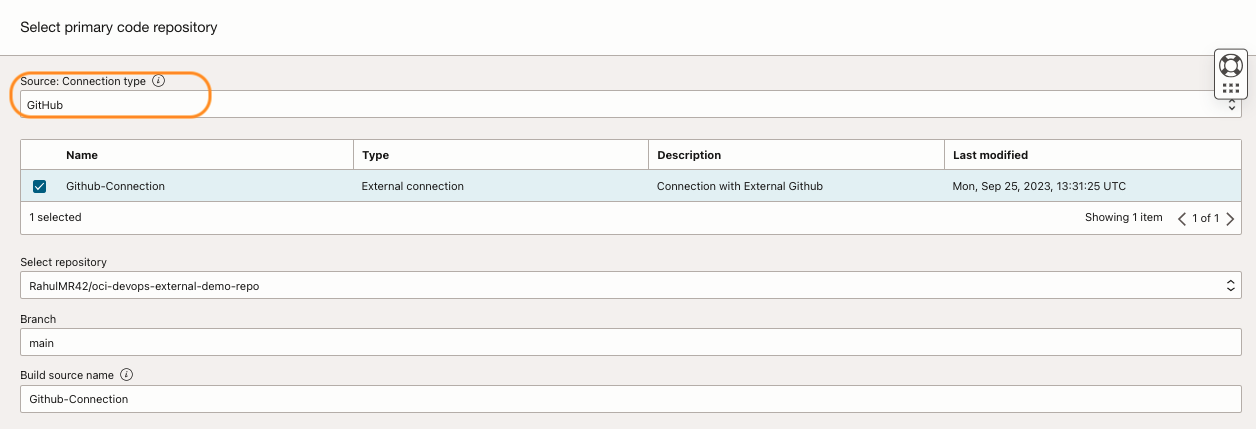 Select primary code repository
Source: Connection type
GitHub
Name Type Description Last modified
Github-Connection External connection Connection with External Github Mon, Sep 25, 2023, 13:31:25 UTC
1 selected Showing 1 item 1 of 1
Select repository
RahulMR42/oci-devops-external-demo-repo
Branch
main
Build source name
Github-Connection